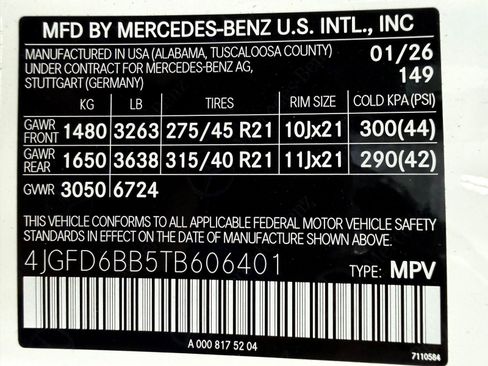 MFD BY MERCEDES-BENZ U.S. INTL., INC
MANUFACTURED IN USA (ALABAMA, TUSCALOOSA COUNTY) 01/26
UNDER CONTRACT FOR MERCEDES-BENZ AG, 149
STUTTGART (GERMANY)
KG LB TIRES RIM SIZE COLD KPA (PSI)
GAWR FRONT 1480 3263 275/45 R21 10Jx21 300(44)
GAWR REAR 1650 3638 315/40 R21 11Jx21 290(42)
GVWR 3050 6724
THIS VEHICLE CONFORMS TO ALL APPLICABLE FEDERAL MOTOR VEHICLE SAFETY
STANDARDS IN EFFECT ON THE DATE OF MANUFACTURE SHOWN ABOVE.
4JGFD6BB5TB606401 TYPE: MPV
A 000 817 52 04
7110584